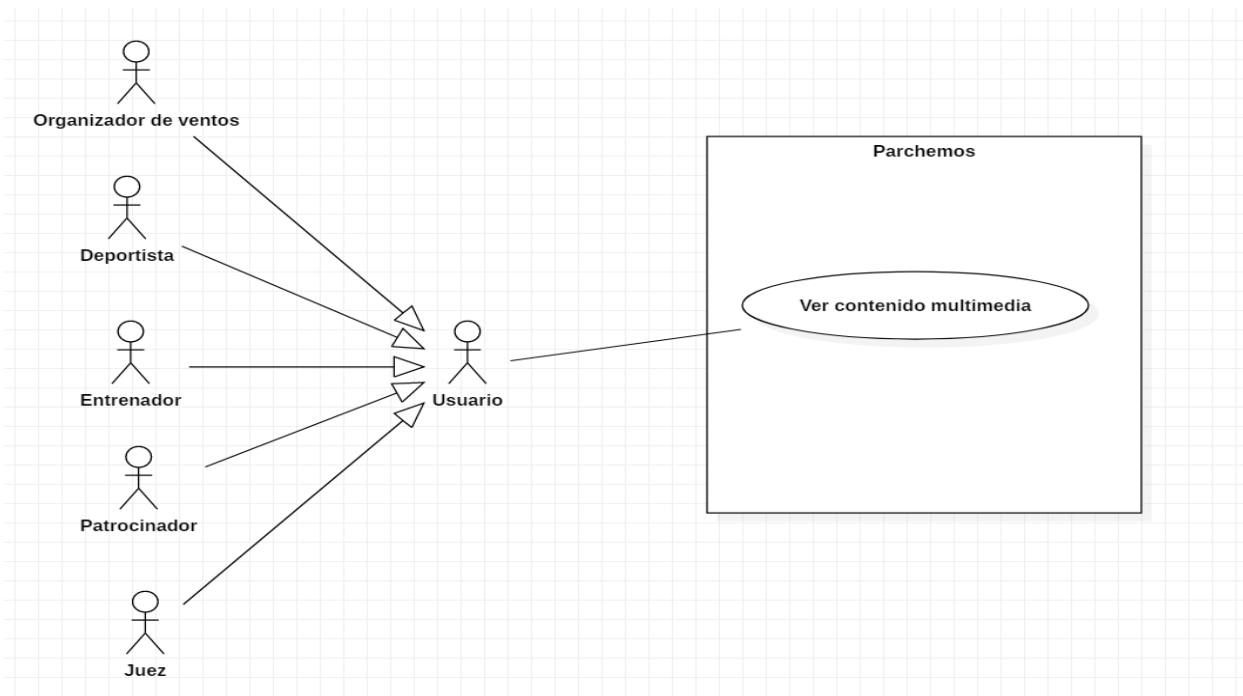 Organizador de ventos
Deportista
Entrenador
Patrocinador
Juez
Usuario
Parchemos
Ver contenido multimedia